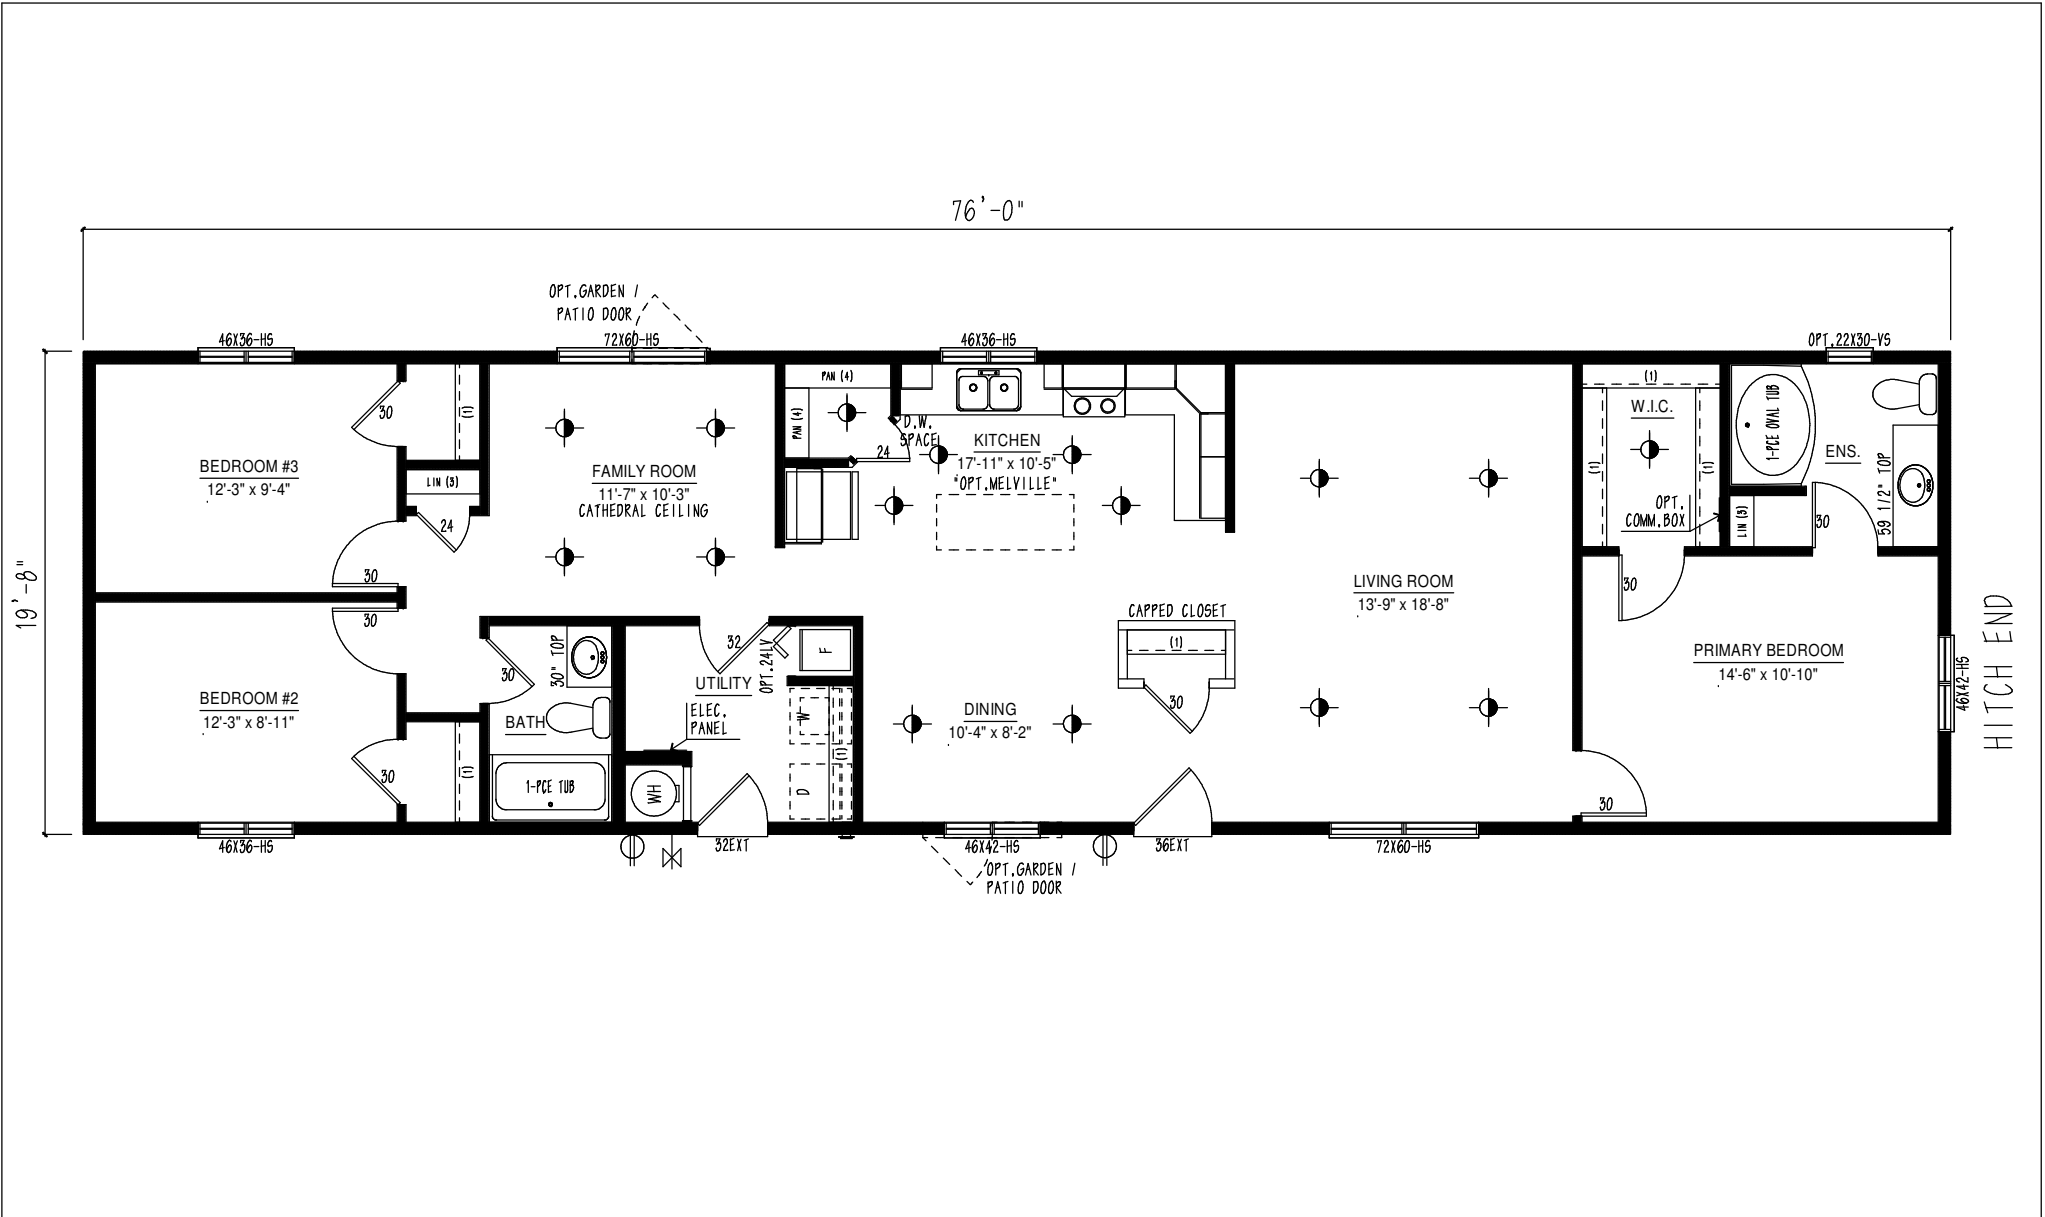 76'-0"
OPT.GARDEN /
PATIO DOOR
46X36-HS
72X60-HS
46X36-HS
OPT.22X30-VS
19'-8"
BEDROOM #3
12'-3" x 9'-4"
30
30
(1)
LIN (3)
24
FAMILY ROOM
11'-7" x 10'-3"
CATHEDRAL CEILING
PAN (4)
PAN (4)
24
D.W.
SPACE
KITCHEN
17'-11" x 10'-5"
"OPT.MELVILLE"
LIVING ROOM
13'-9" x 18'-8"
(1)
W.I.C.
(1)
(1)
OPT.
COMM.BOX
30
1-PCE OVAL TUB
ENS.
59 1/2" TOP
LIN (3)
30
PRIMARY BEDROOM
14'-6" x 10'-10"
30
46X42-HS
HITCH END
BEDROOM #2
12'-3" x 8'-11"
30
30
(1)
30
30" TOP
BATH
1-PCE TUB
32
OPT.24LV
F
UTILITY
ELEC.
PANEL
W
D
(1)
WH
DINING
10'-4" x 8'-2"
CAPPED CLOSET
(1)
30
46X36-HS
32EXT
46X42-HS
36EXT
72X60-HS
OPT.GARDEN /
PATIO DOOR